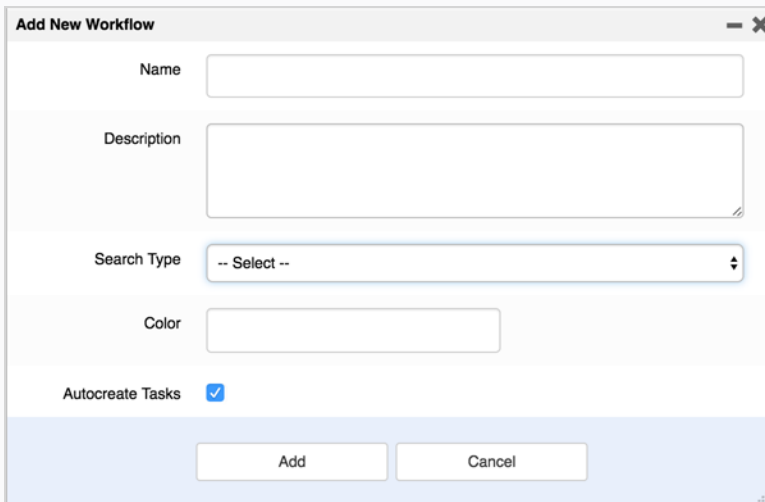 Add New Workflow
Name
Description
Search Type
-- Select --
Color
Autocreate Tasks
Add
Cancel